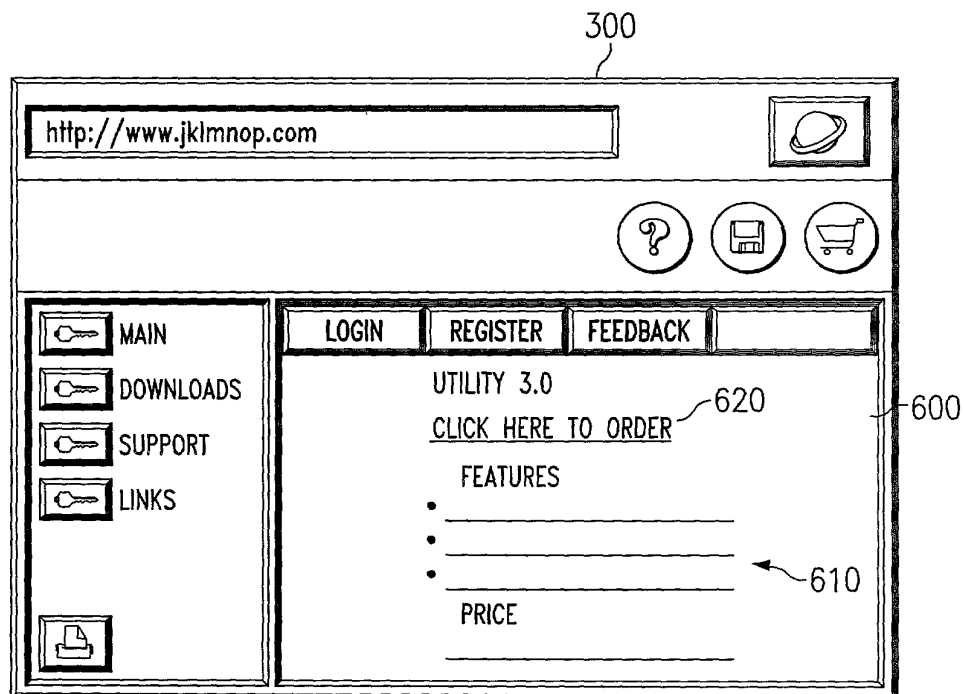 300
http://www.jklmnop.com
?
MAIN
DOWNLOADS
SUPPORT
LINKS
LOGIN REGISTER FEEDBACK
UTILITY 3.0
CLICK HERE TO ORDER
620
600
FEATURES
610
PRICE